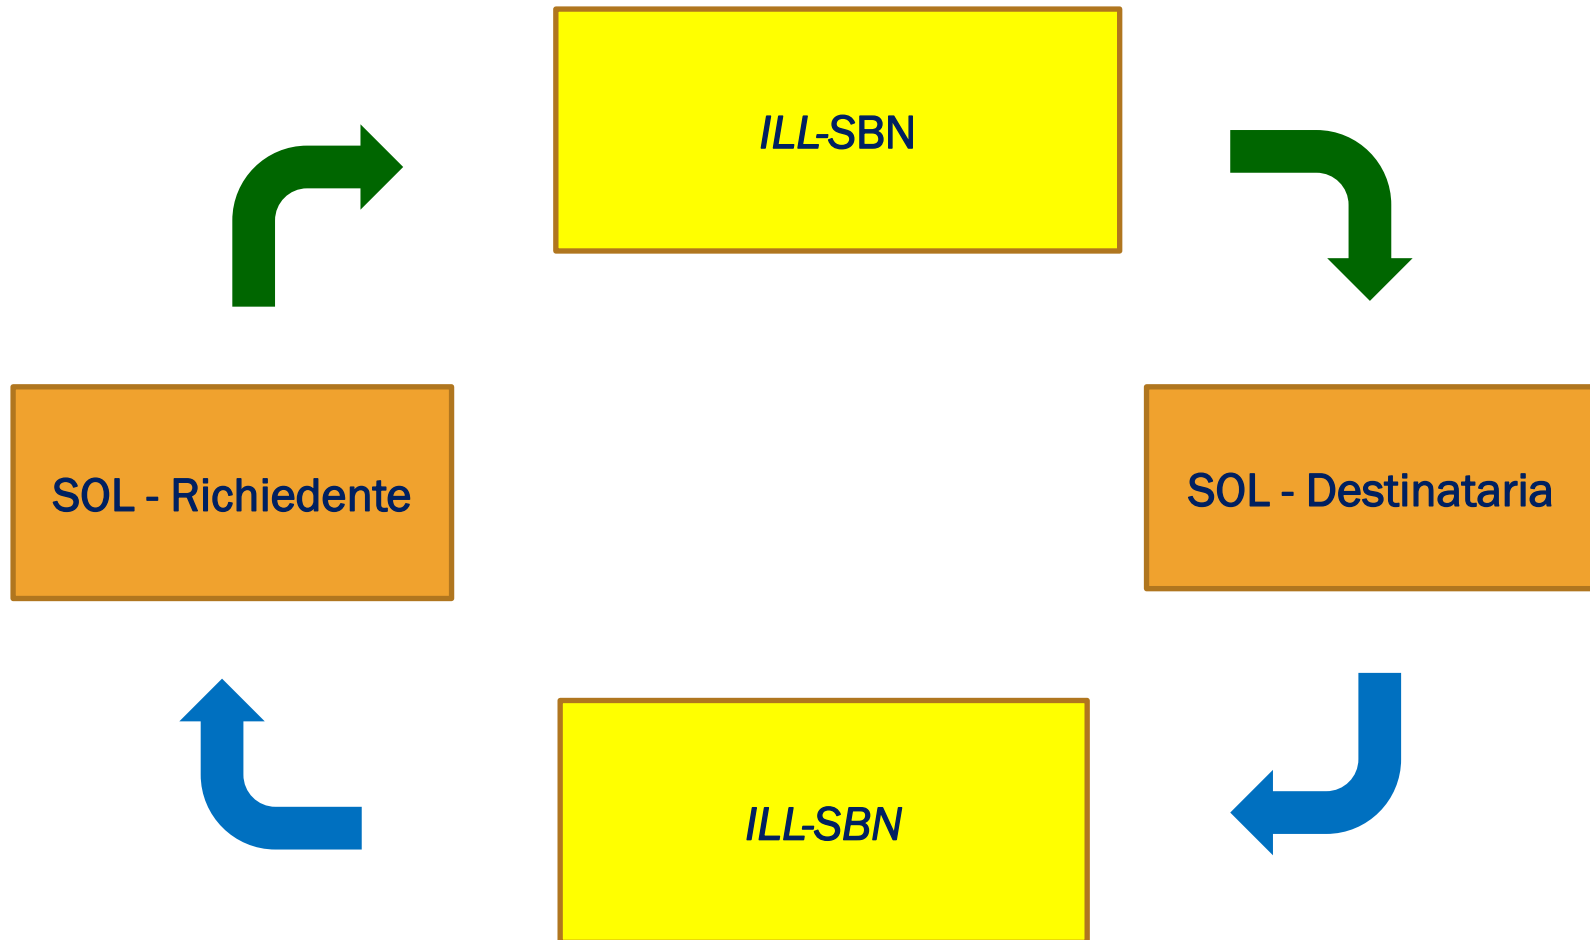 ILL-SBN
SOL - Richiedente
SOL - Destinataria
ILL-SBN